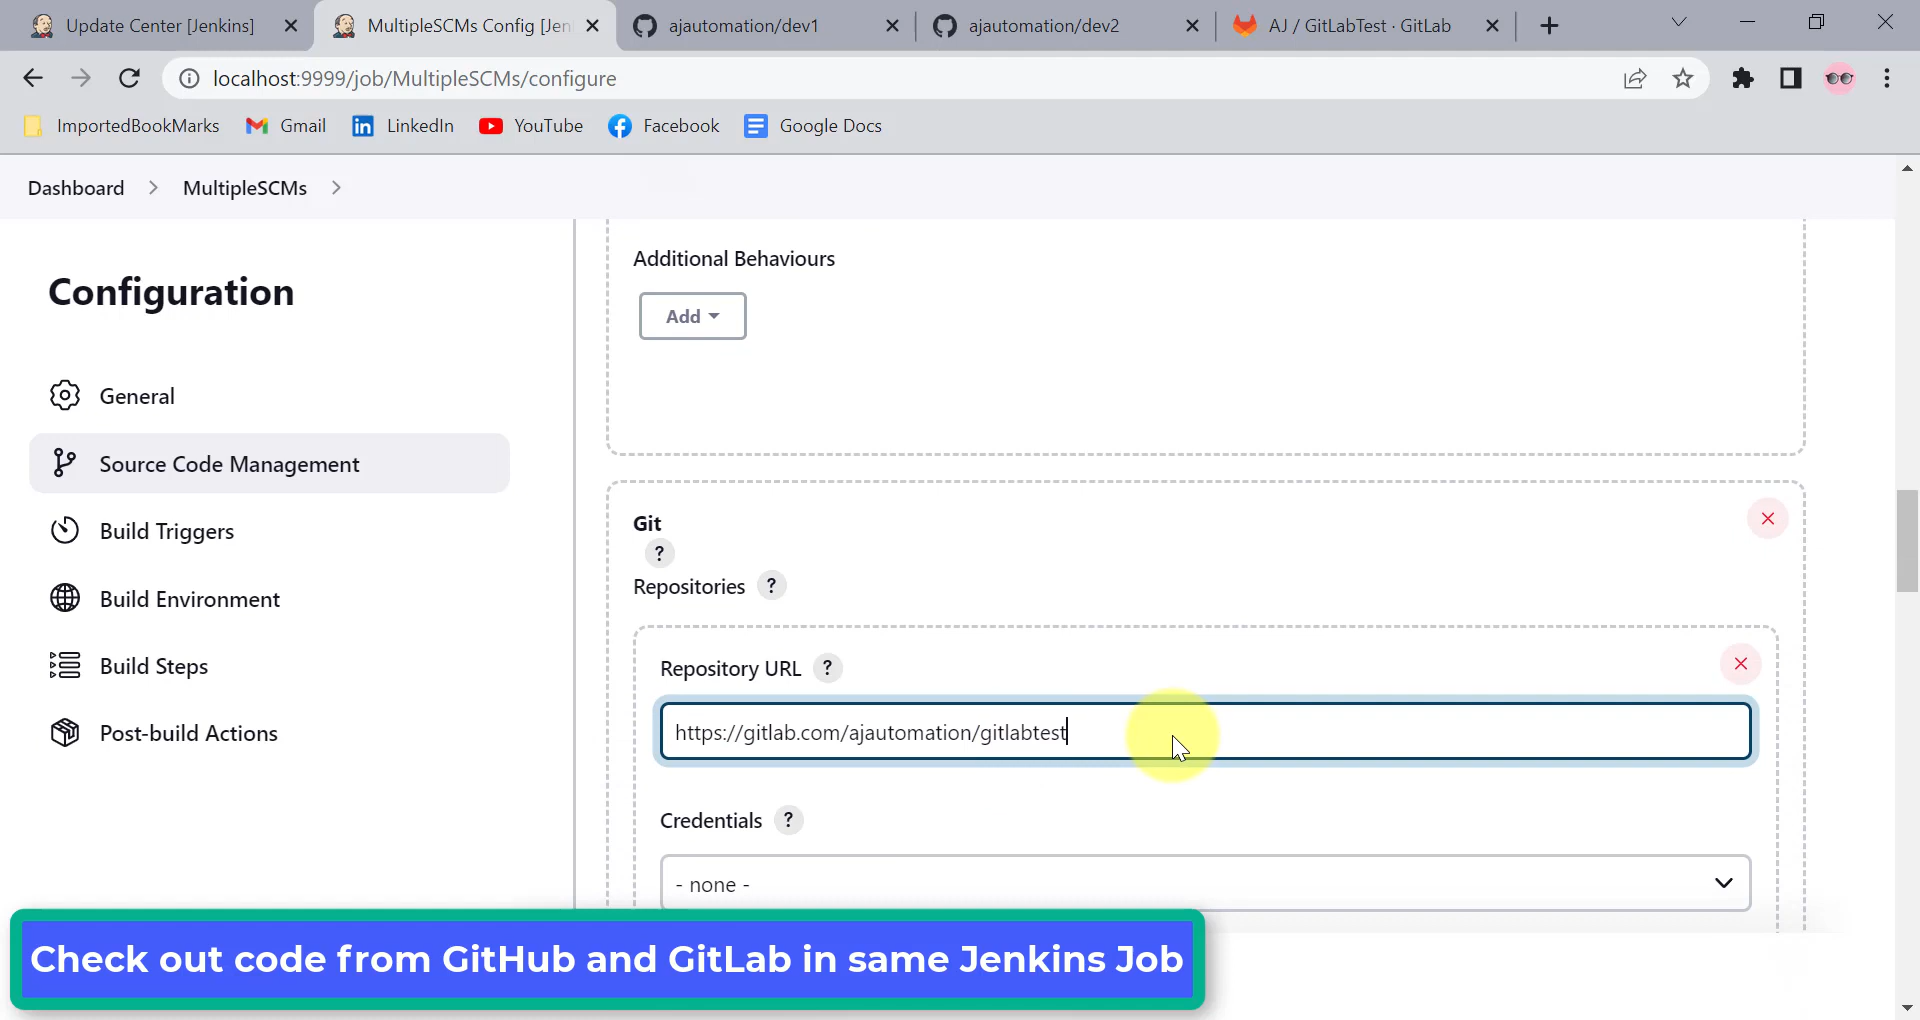 Update Center [Jenkins]
MultipleSCMs Config [Jen
ajautomation/dev1
ajautomation/dev2
AJ / GitLabTest · GitLab
localhost:9999/job/MultipleSCMs/configure
ImportedBookMarks
Gmail
LinkedIn
YouTube
Facebook
Google Docs
Dashboard
MultipleSCMs
Configuration
General
Source Code Management
Build Triggers
Build Environment
Build Steps
Post-build Actions
Additional Behaviours
Add
Git
?
Repositories ?
Repository URL ?
https://gitlab.com/ajautomation/gitlabtest
Credentials ?
- none -
Check out code from GitHub and GitLab in same Jenkins Job